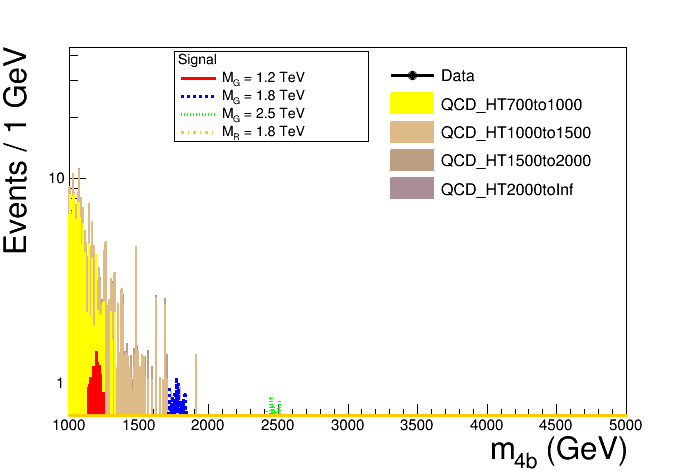 Events / 1 GeV
Signal
M_G = 1.2 TeV
M_G = 1.8 TeV
M_G = 2.5 TeV
M_R = 1.8 TeV
Data
QCD_HT700to1000
QCD_HT1000to1500
QCD_HT1500to2000
QCD_HT2000toInf
10
1
1000 1500 2000 2500 3000 3500 4000 4500 5000
m_4b (GeV)